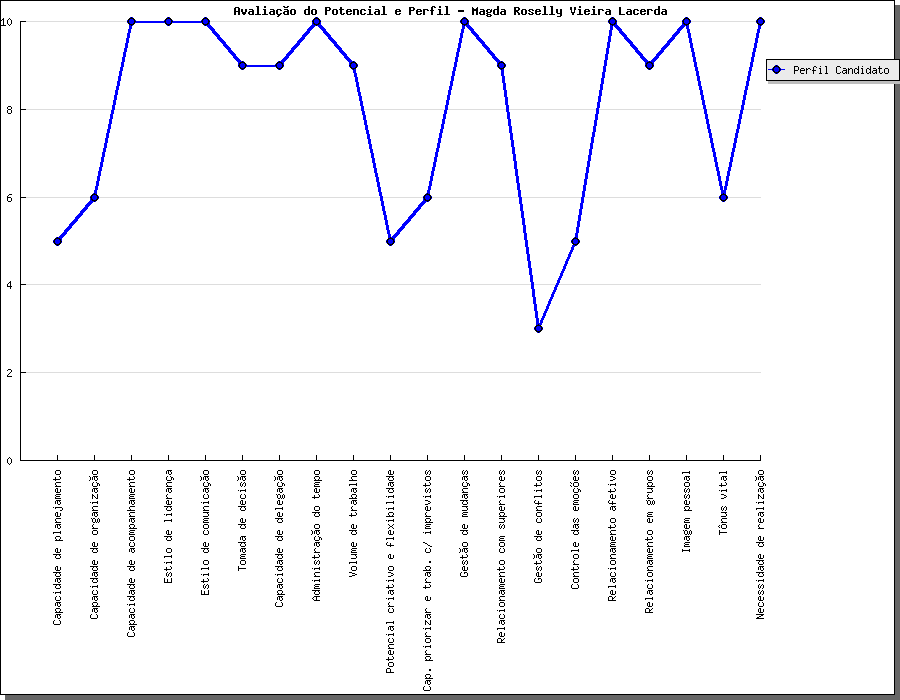 Avaliação do Potencial e Perfil - Magda Roselly Vieira Lacerda
Perfil Candidato
10
8
6
4
2
0
Capacidade de planejamento
Capacidade de organização
Capacidade de acompanhamento
Estilo de liderança
Estilo de comunicação
Tomada de decisão
Capacidade de delegação
Administração do tempo
Volume de trabalho
Potencial criativo e flexibilidade
Cap. priorizar e trab. c/ imprevistos
Gestão de mudanças
Relacionamento com superiores
Gestão de conflitos
Controle das emoções
Relacionamento afetivo
Relacionamento em grupos
Imagem pessoal
Tônus vital
Necessidade de realização